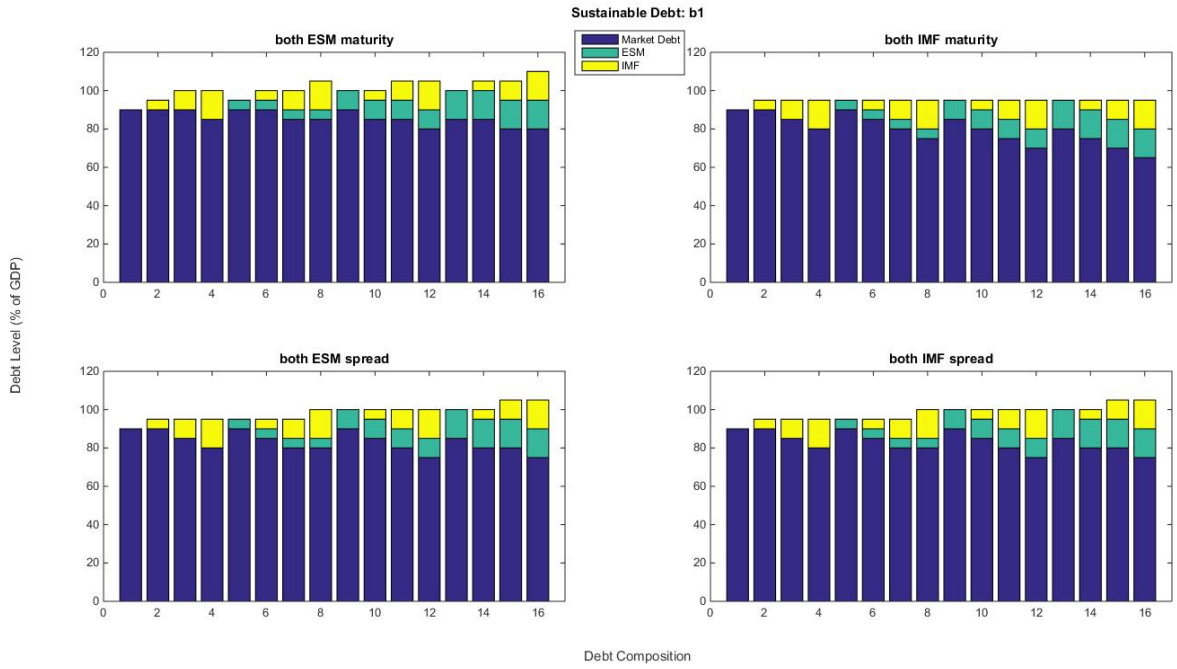 Sustainable Debt: b1
both ESM maturity
Market Debt
ESM
IMF
both IMF maturity
120
100
80
60
40
20
0
0 2 4 6 8 10 12 14 16
120
100
80
60
40
20
0
0 2 4 6 8 10 12 14 16
Debt Level (% of GDP)
both ESM spread
both IMF spread
120
100
80
60
40
20
0
0 2 4 6 8 10 12 14 16
120
100
80
60
40
20
0
0 2 4 6 8 10 12 14 16
Debt Composition